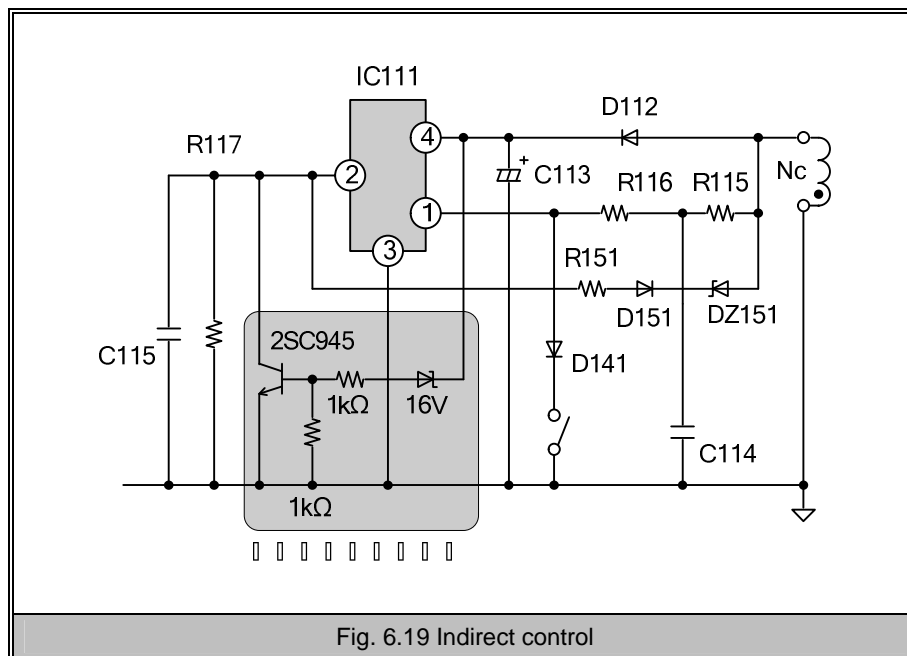 IC111
D112
R117
4
2
+
C113
R116
R115
Nc
1
3
R151
D151
DZ151
2SC945
C115
D141
1kΩ
16V
C114
1kΩ
Fig. 6.19 Indirect control